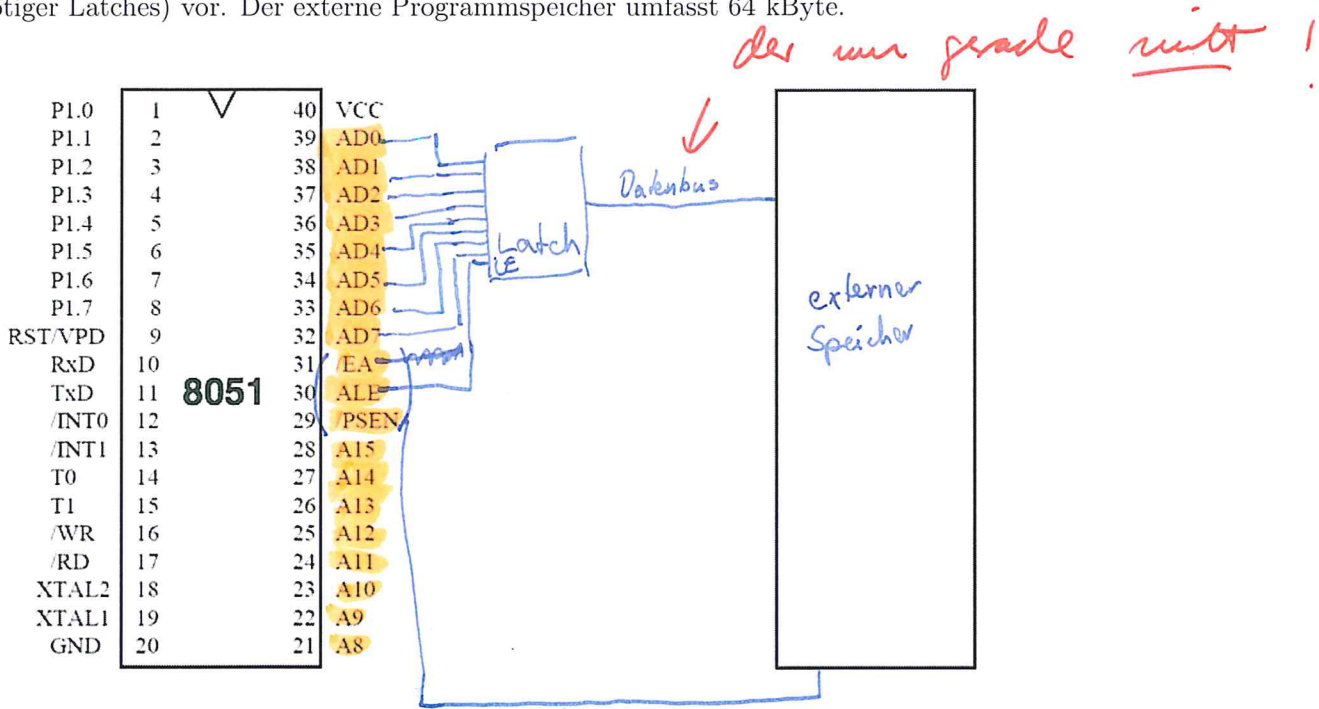 ötiger Latches) vor. Der externe Programmspeicher umfasst 64 kByte.
der nur gerade nicht !
P1.0 1 40 VCC
P1.1 2 39 AD0
P1.2 3 38 AD1
P1.3 4 37 AD2
P1.4 5 36 AD3
P1.5 6 35 AD4
P1.6 7 34 AD5
P1.7 8 33 AD6
RST/VPD 9 32 AD7
RxD 10 31 /EA
TxD 11 30 ALE
/INT0 12 29 /PSEN
/INT1 13 28 A15
T0 14 27 A14
T1 15 26 A13
/WR 16 25 A12
/RD 17 24 A11
XTAL2 18 23 A10
XTAL1 19 22 A9
GND 20 21 A8
8051
Latch
LE
Datenbus
externer
Speicher